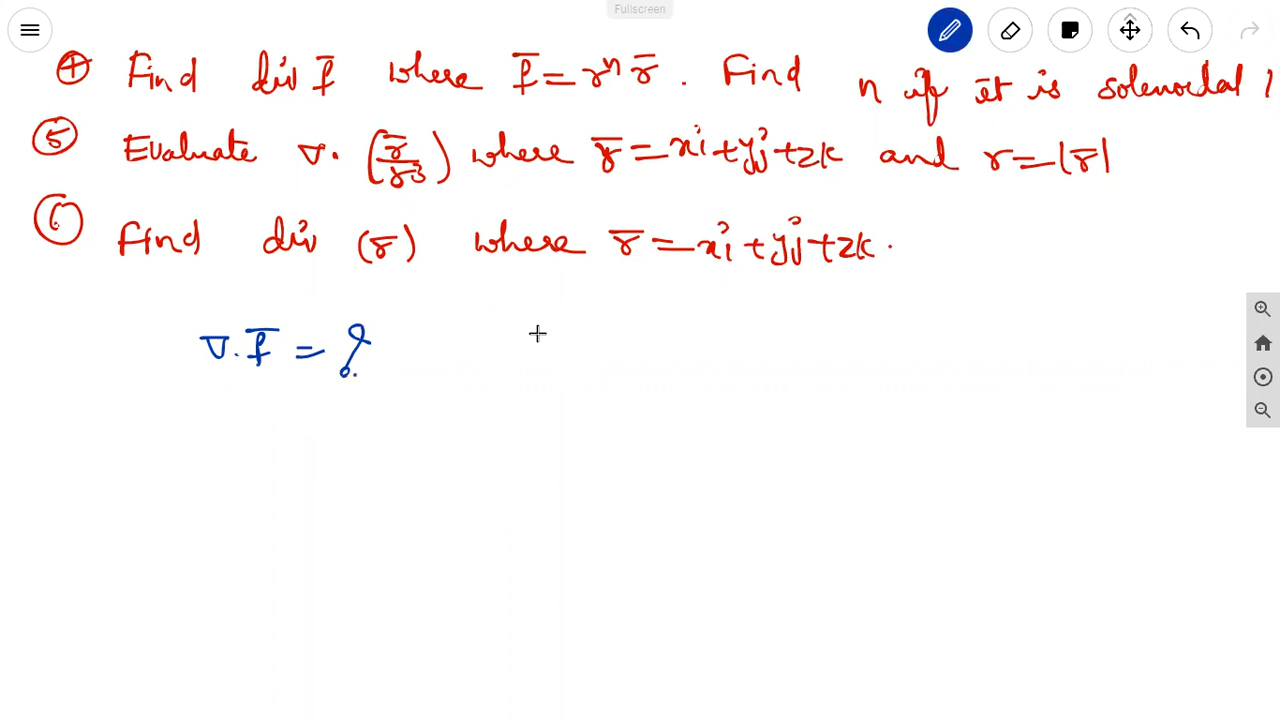 Fullscreen
④ Find div f̄ where f̄ = rⁿ r̄ . Find n if it is solenoidal ?
⑤ Evaluate ∇ · (r̄/r³) where r̄ = xi + yj + zk and r = |r̄|
⑥ Find div (r̄) where r̄ = xi + yj + zk .
∇ . f̄ = ?